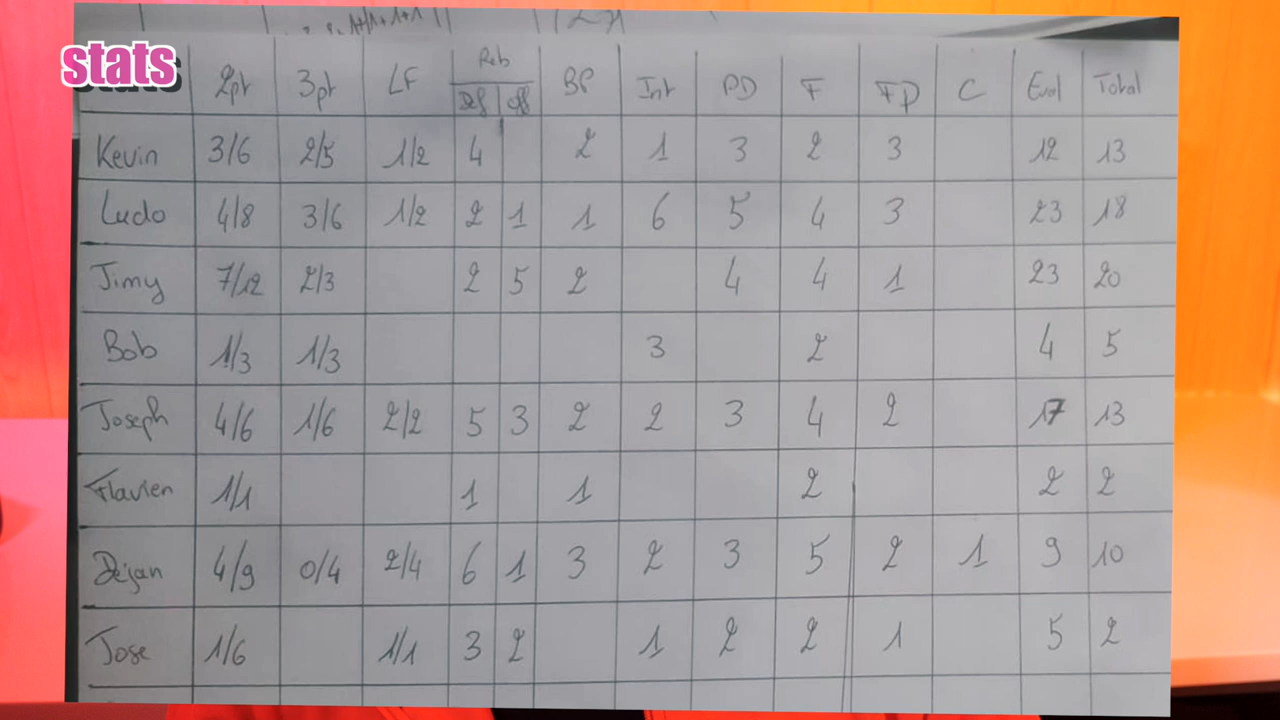 stats
2pt 3pt LF Reb BP Int PD F FP C Eval Total
Def off
Kevin 3/6 2/5 1/2 4 2 1 3 2 3 12 13
Ludo 4/8 3/6 1/2 2 1 1 6 5 4 3 23 18
Jimy 7/12 2/3 2 5 2 4 4 1 23 20
Bob 1/3 1/3 3 2 4 5
Joseph 4/6 1/6 2/2 5 3 2 2 3 4 2 17 13
Flavien 1/1 1 1 2 2 2
Dejan 4/9 0/4 2/4 6 1 3 2 3 5 2 1 9 10
Jose 1/6 1/1 3 2 1 2 2 1 5 2